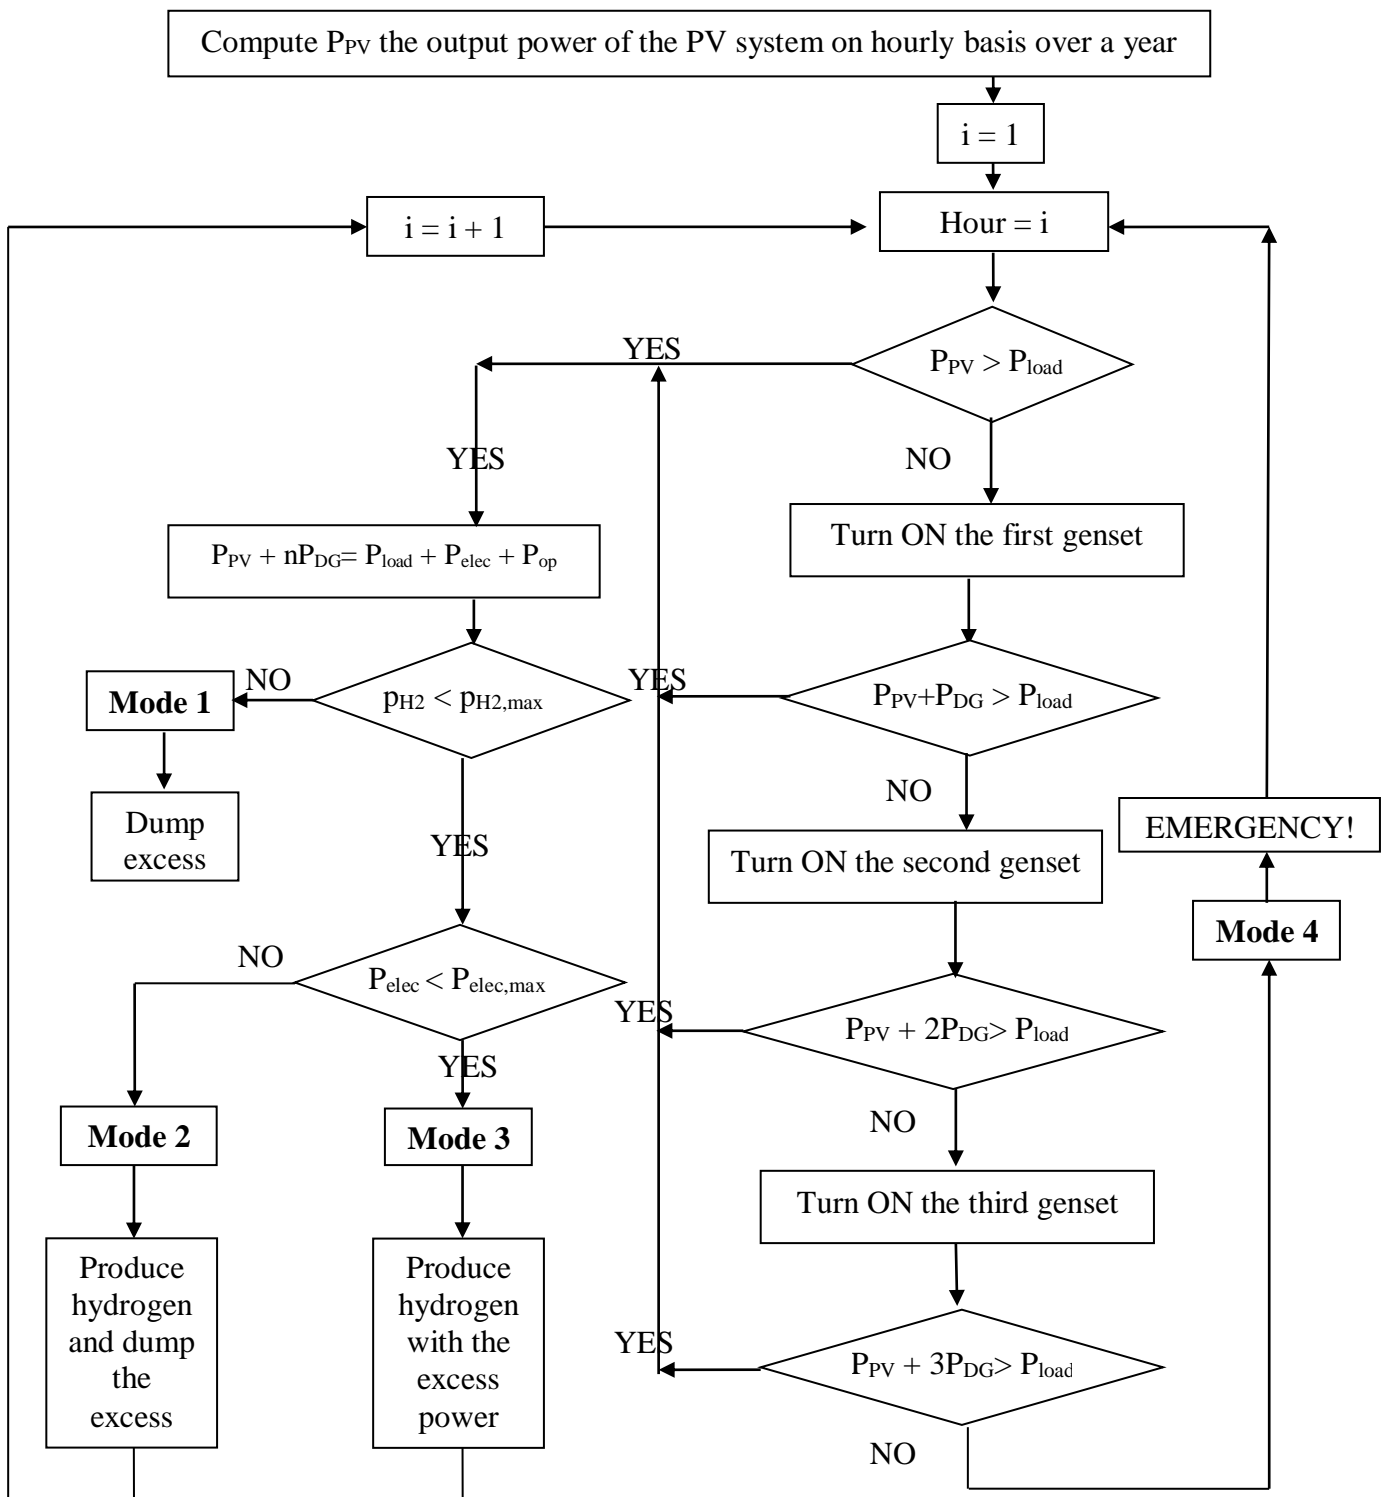 Compute PPV the output power of the PV system on hourly basis over a year
i = 1
i = i + 1
Hour = i
YES
PPV > Pload
YES
NO
Turn ON the first genset
PPV + nPDG= Pload + Pelec + Pop
NO
YES
Mode 1
pH2 < pH2,max
PPV+PDG > Pload
NO
Dump
excess
YES
EMERGENCY!
Turn ON the second genset
Mode 4
NO
Pelec < Pelec,max
YES
PPV + 2PDG> Pload
YES
NO
Mode 2
Mode 3
Turn ON the third genset
Produce
hydrogen
and dump
the
excess
Produce
hydrogen
with the
excess
power
YES
PPV + 3PDG> Pload
NO